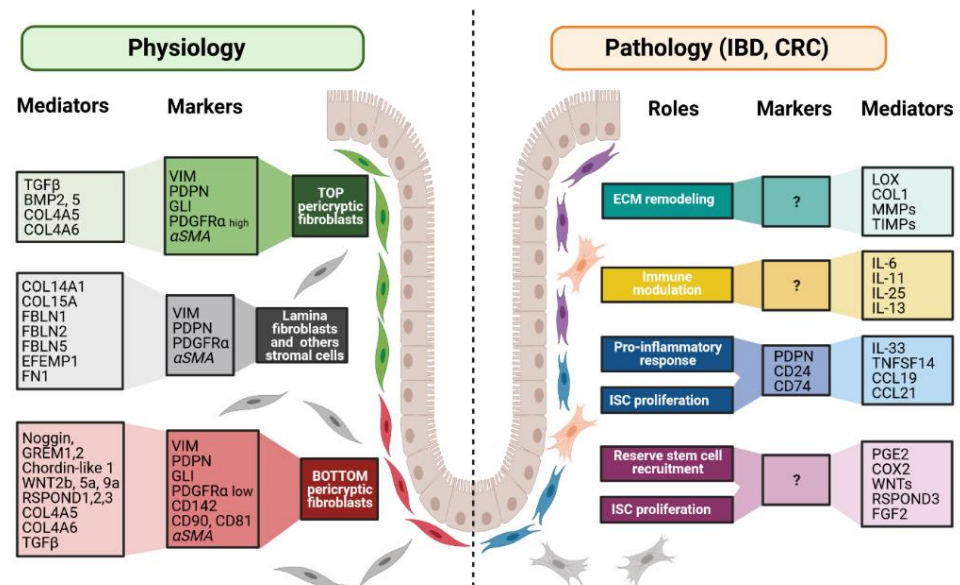 Physiology
Mediators
Markers
TGFβ
BMP2, 5
COL4A5
COL4A6
VIM
PDPN
GLI
PDGFRα high
αSMA
TOP
pericryptic
fibroblasts
COL14A1
COL15A
FBLN1
FBLN2
FBLN5
EFEMP1
FN1
VIM
PDPN
PDGFRα
αSMA
Lamina
fibroblasts
and others
stromal cells
Noggin,
GREM1,2
Chordin-like 1
WNT2b, 5a, 9a
RSPOND1,2,3
COL4A5
COL4A6
TGFβ
VIM
PDPN
GLI
PDGFRα low
CD142
CD90, CD81
αSMA
BOTTOM
pericryptic
fibroblasts
Pathology (IBD, CRC)
Roles
Markers
Mediators
ECM remodeling
?
LOX
COL1
MMPs
TIMPs
Immune
modulation
?
IL-6
IL-11
IL-25
IL-13
Pro-inflammatory
response
ISC proliferation
PDPN
CD24
CD74
IL-33
TNFSF14
CCL19
CCL21
Reserve stem cell
recruitment
ISC proliferation
?
PGE2
COX2
WNTs
RSPOND3
FGF2